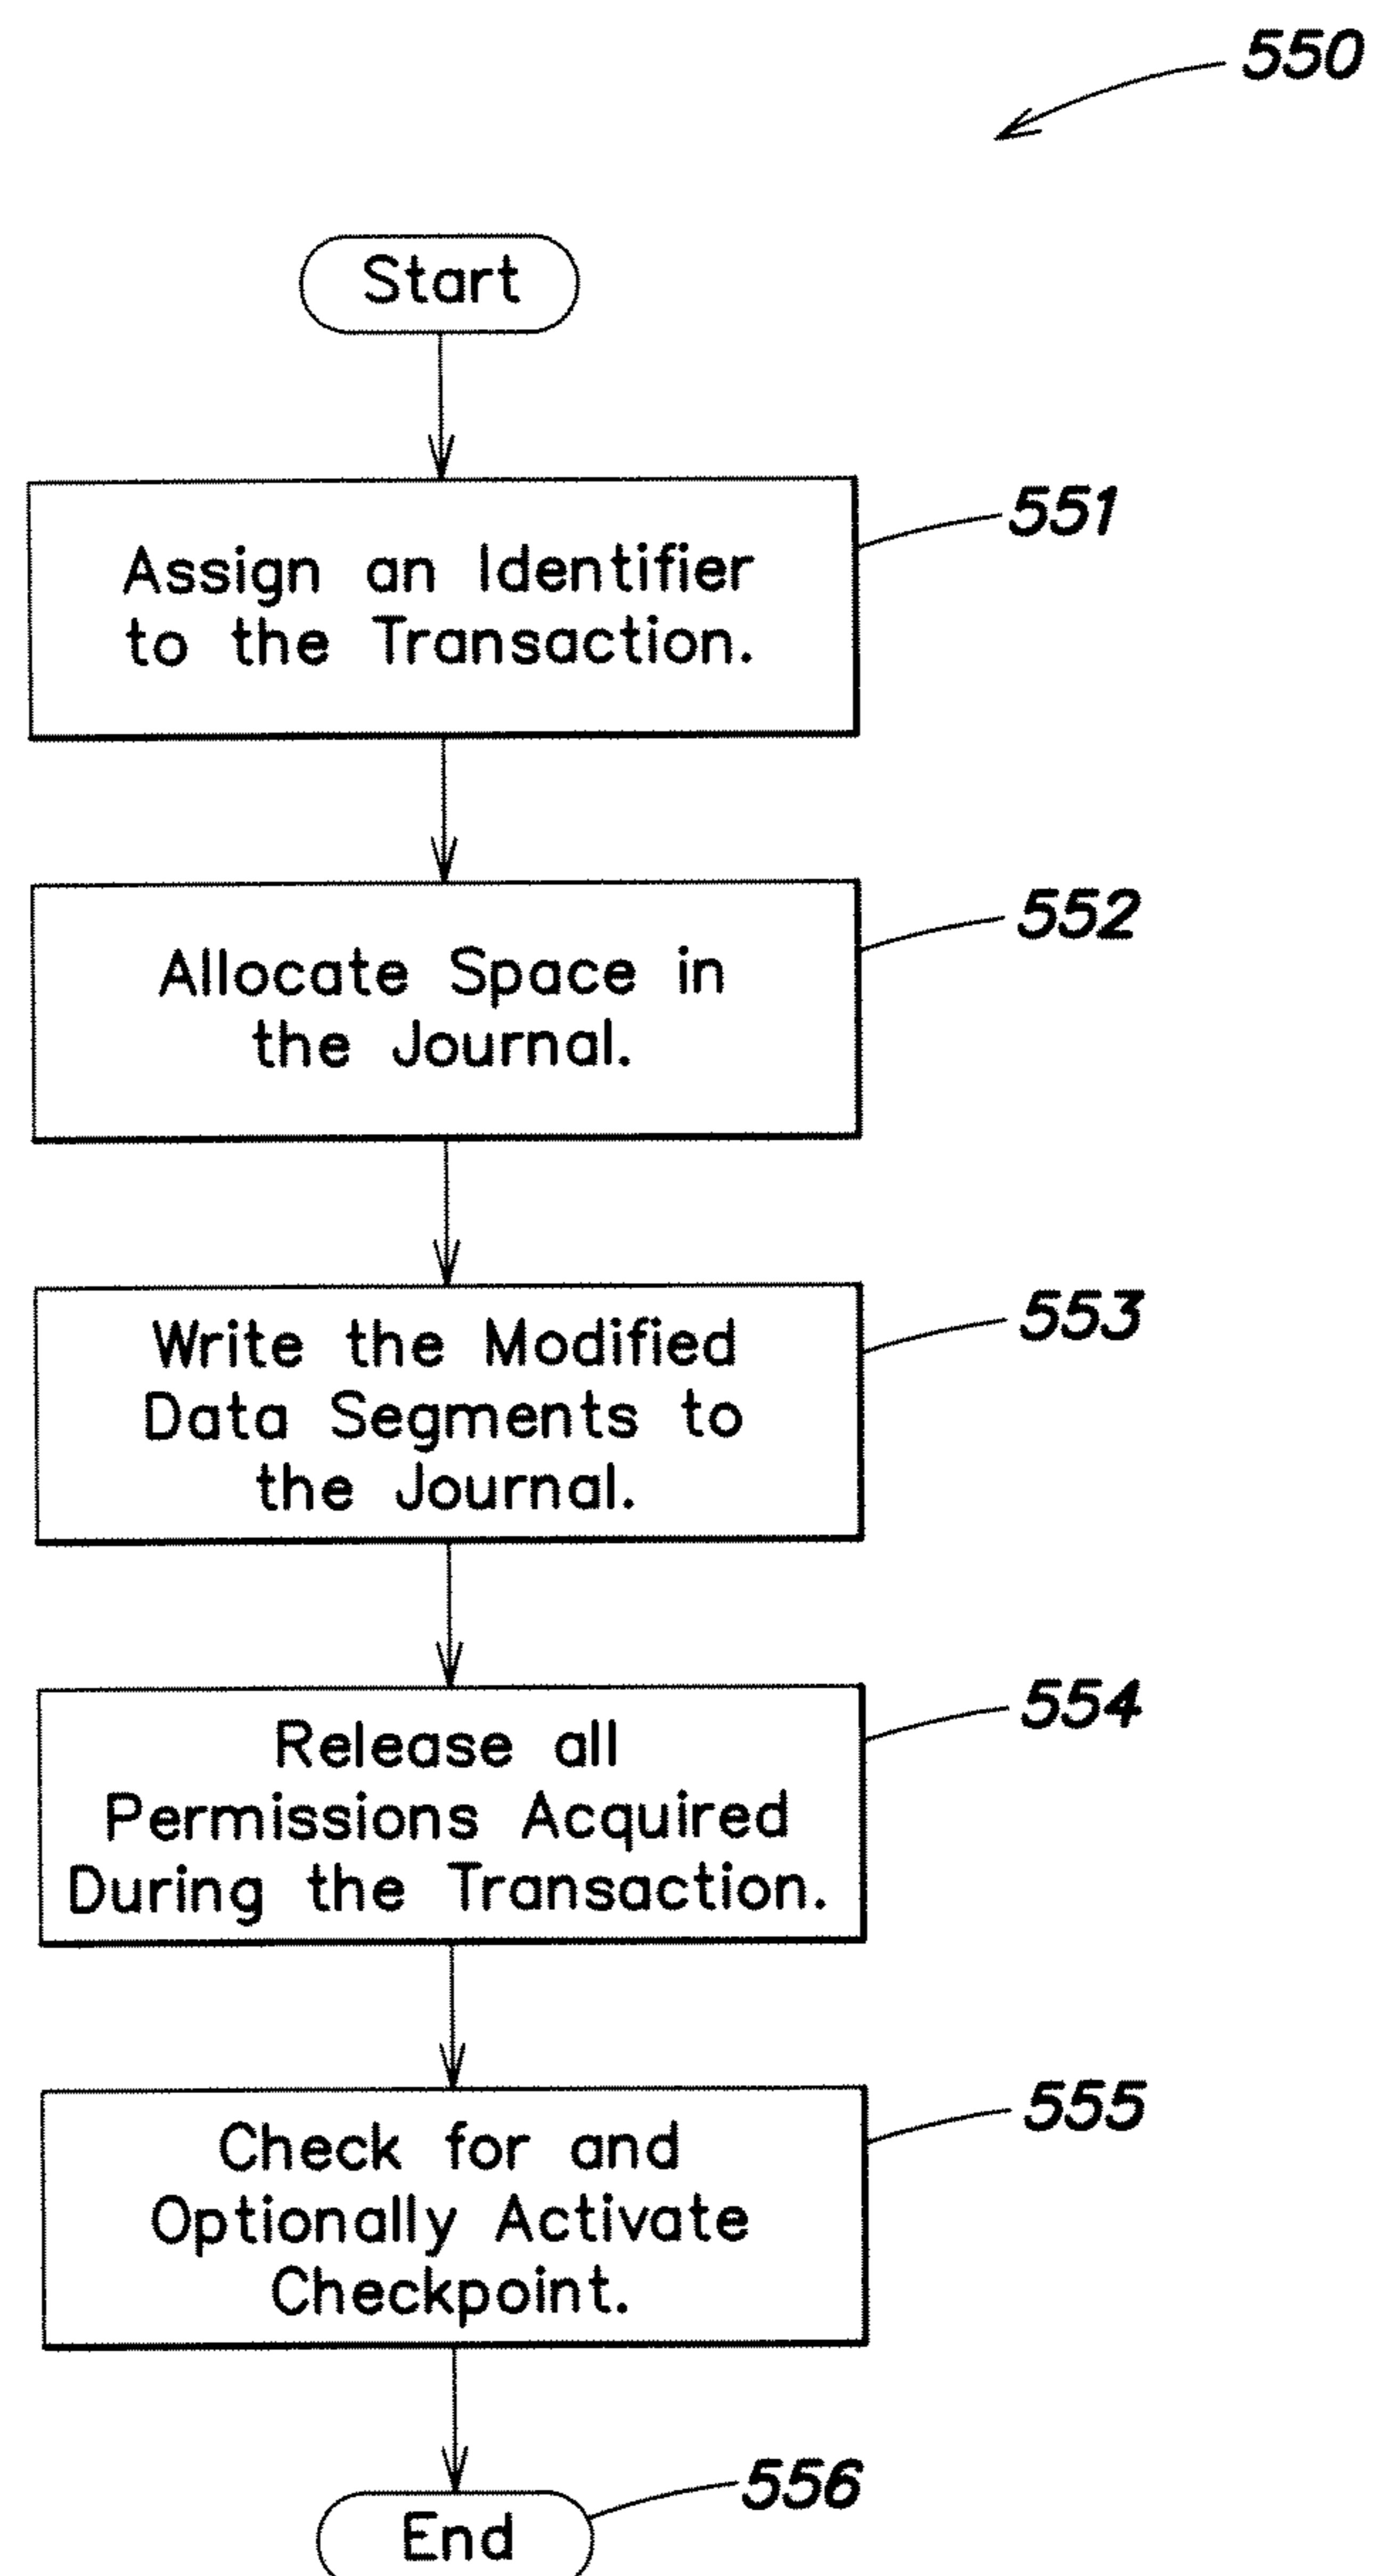 550
Start
551
Assign an Identifier
to the Transaction.
552
Allocate Space in
the Journal.
553
Write the Modified
Data Segments to
the Journal.
554
Release all
Permissions Acquired
During the Transaction.
555
Check for and
Optionally Activate
Checkpoint.
556
End